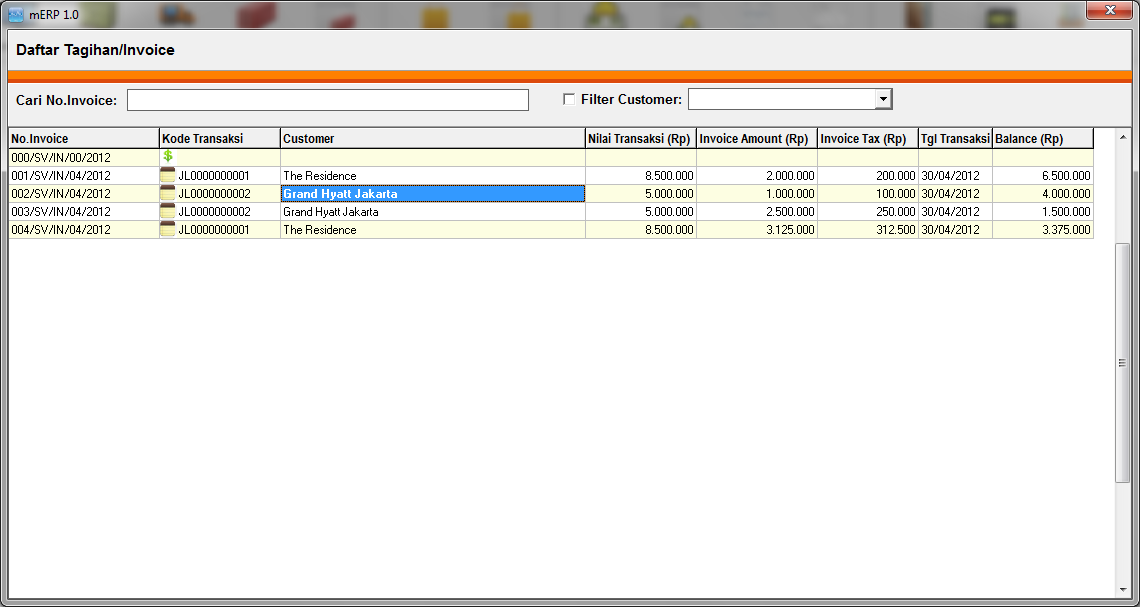 mERP 1.0
Daftar Tagihan/Invoice
Cari No.Invoice: Filter Customer:
No.Invoice Kode Transaksi Customer Nilai Transaksi (Rp) Invoice Amount (Rp) Invoice Tax (Rp) Tgl Transaksi Balance (Rp)
000/SV/IN/00/2012
001/SV/IN/04/2012 JL0000000001 The Residence 8.500.000 2.000.000 200.000 30/04/2012 6.500.000
002/SV/IN/04/2012 JL0000000002 Grand Hyatt Jakarta 5.000.000 1.000.000 100.000 30/04/2012 4.000.000
003/SV/IN/04/2012 JL0000000002 Grand Hyatt Jakarta 5.000.000 2.500.000 250.000 30/04/2012 1.500.000
004/SV/IN/04/2012 JL0000000001 The Residence 8.500.000 3.125.000 312.500 30/04/2012 3.375.000